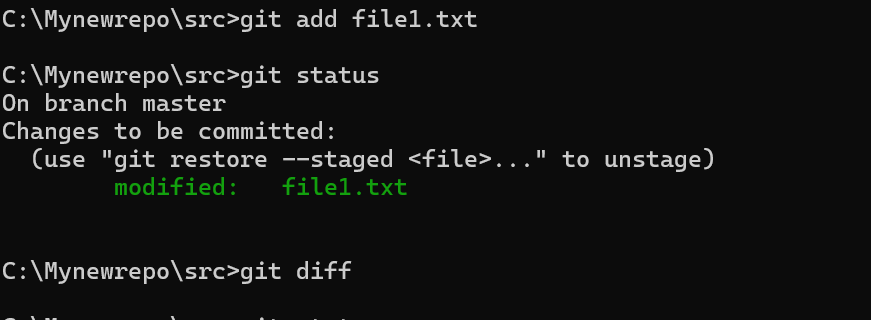 C:\Mynewrepo\src>git add file1.txt
C:\Mynewrepo\src>git status
On branch master
Changes to be committed:
  (use "git restore --staged <file>..." to unstage)
        modified:   file1.txt
C:\Mynewrepo\src>git diff